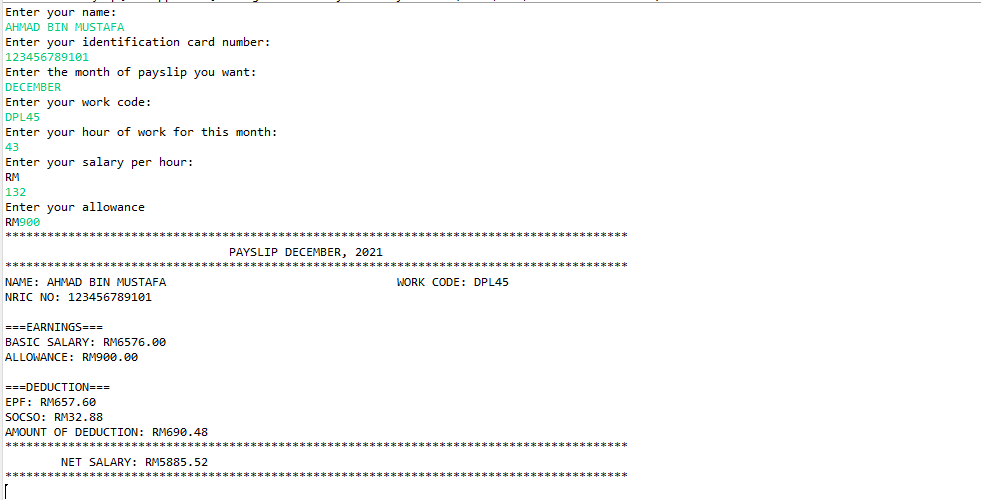 Enter your name:
AHMAD BIN MUSTAFA
Enter your identification card number:
123456789101
Enter the month of payslip you want:
DECEMBER
Enter your work code:
DPL45
Enter your hour of work for this month:
43
Enter your salary per hour:
RM
132
Enter your allowance
RM900
*****************************************************************************************
PAYSLIP DECEMBER, 2021
*****************************************************************************************
NAME: AHMAD BIN MUSTAFA WORK CODE: DPL45
NRIC NO: 123456789101
===EARNINGS===
BASIC SALARY: RM6576.00
ALLOWANCE: RM900.00
===DEDUCTION===
EPF: RM657.60
SOCSO: RM32.88
AMOUNT OF DEDUCTION: RM690.48
*****************************************************************************************
NET SALARY: RM5885.52
*****************************************************************************************